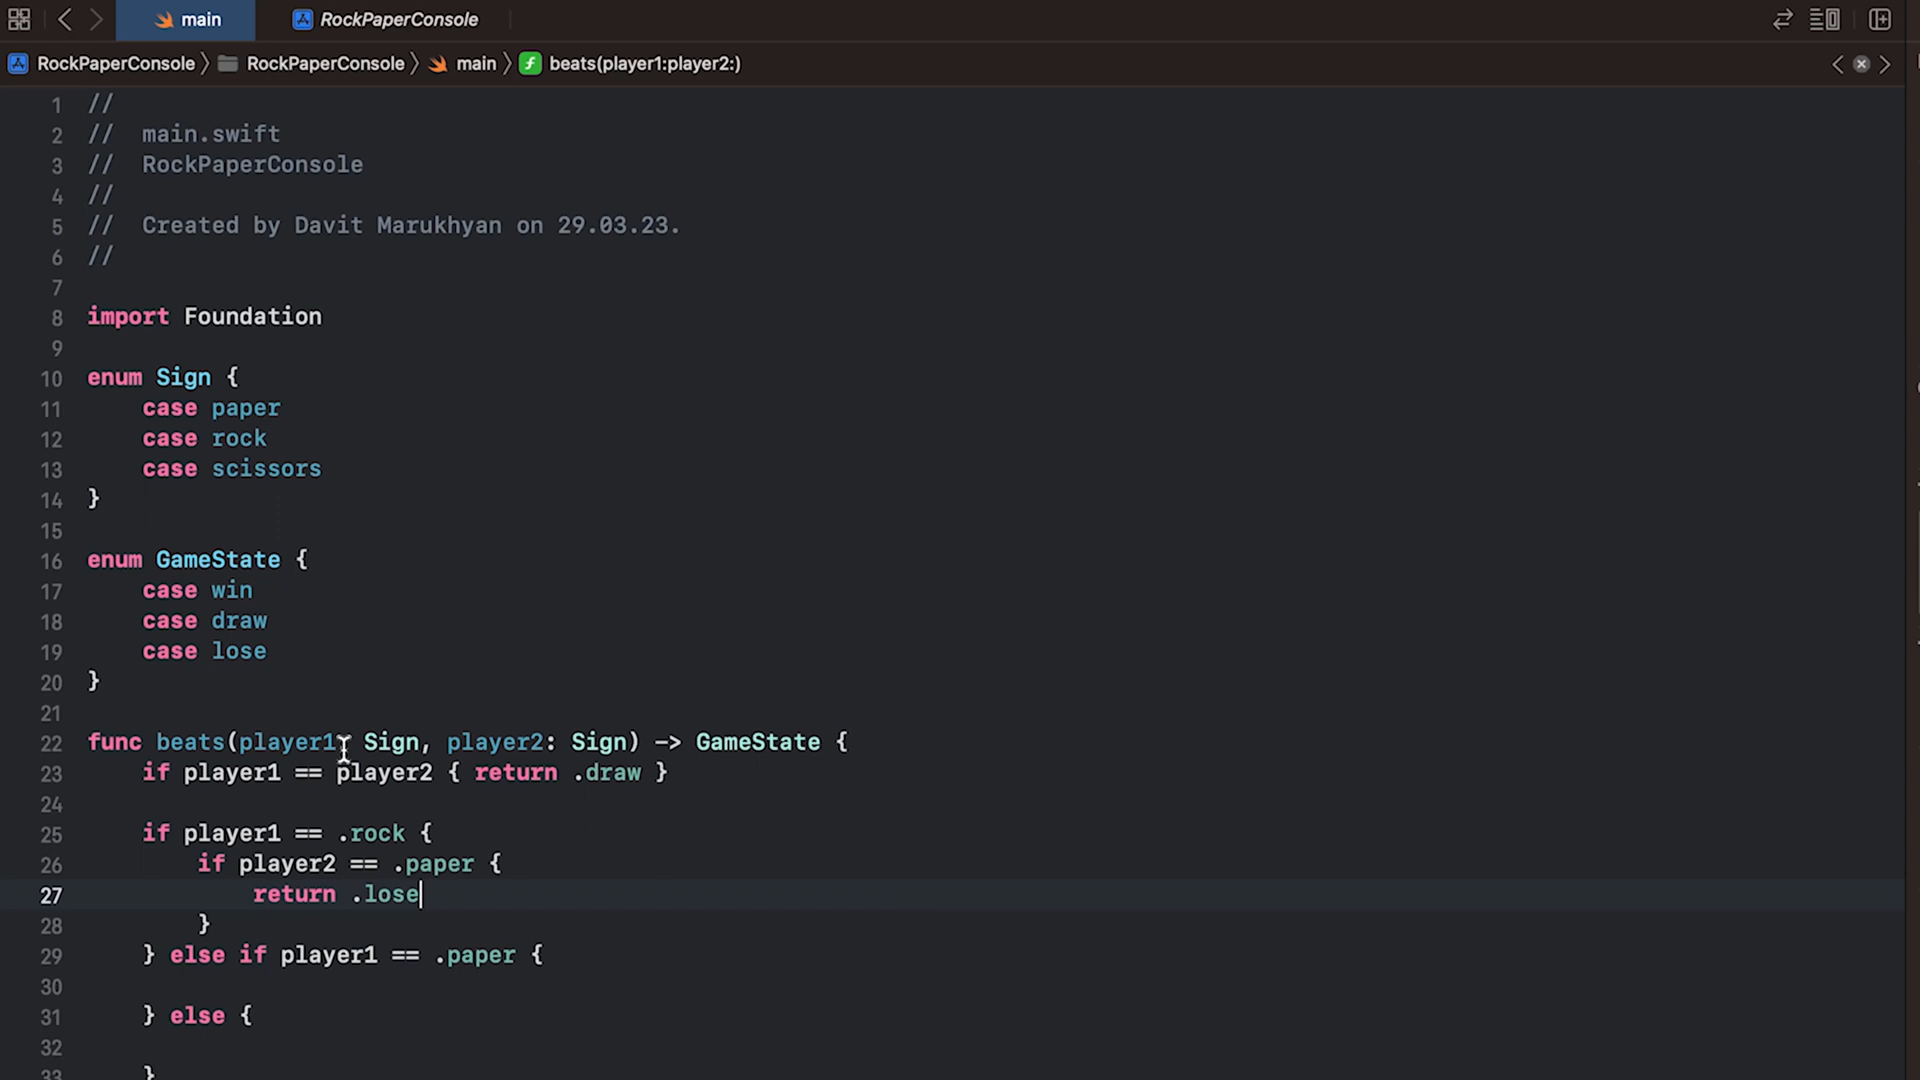 main RockPaperConsole
RockPaperConsole RockPaperConsole main f beats(player1:player2:)
1 //
2 //  main.swift
3 //  RockPaperConsole
4 //
5 //  Created by Davit Marukhyan on 29.03.23.
6 //
7
8 import Foundation
9
10 enum Sign {
11     case paper
12     case rock
13     case scissors
14 }
15
16 enum GameState {
17     case win
18     case draw
19     case lose
20 }
21
22 func beats(player1: Sign, player2: Sign) -> GameState {
23     if player1 == player2 { return .draw }
24
25     if player1 == .rock {
26         if player2 == .paper {
27             return .lose
28         }
29     } else if player1 == .paper {
30
31     } else {
32
33     }